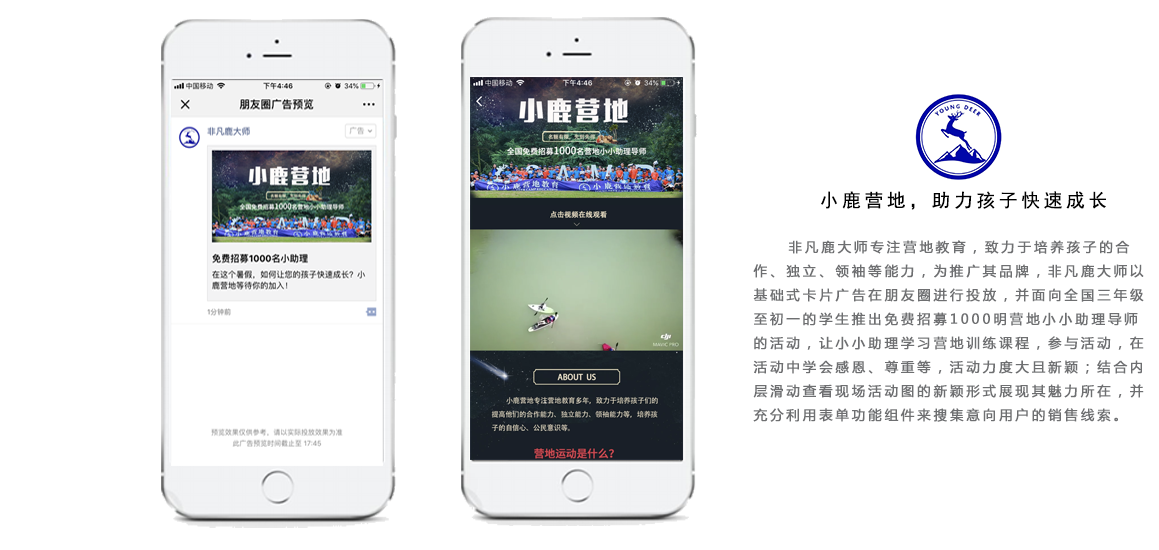 中国移动
下午4:46
34%
朋友圈广告预览
非凡鹿大师
广告
小鹿营地
全国免费招募1000名营地小小助理导师
小鹿营地教育
免费招募1000名小助理
在这个暑假，如何让您的孩子快速成长？小
鹿营地等待你的加入！
1分钟前
预览效果仅供参考，请以实际投放效果为准
此广告预览时间截止至 17:45
中国移动
下午4:46
34%
小鹿营地
全国免费招募1000名营地小小助理导师
小鹿营地教育
点击视频在线观看
dji
MAVIC PRO
ABOUT US
小鹿营地专注营地教育多年，致力于培养孩子们的
提高他们的合作能力、独立能力、领袖能力等，培养孩
子的自信心、公民意识等。
营地运动是什么？
YOUNG DEER
小鹿营地，助力孩子快速成长
非凡鹿大师专注营地教育，致力于培养孩子的合
作、独立、领袖等能力，为推广其品牌，非凡鹿大师以
基础式卡片广告在朋友圈进行投放，并面向全国三年级
至初一的学生推出免费招募1000明营地小小助理导师
的活动，让小小助理学习营地训练课程，参与活动，在
活动中学会感恩、尊重等，活动力度大且新颖；结合内
层滑动查看现场活动图的新颖形式展现其魅力所在，并
充分利用表单功能组件来搜集意向用户的销售线索。